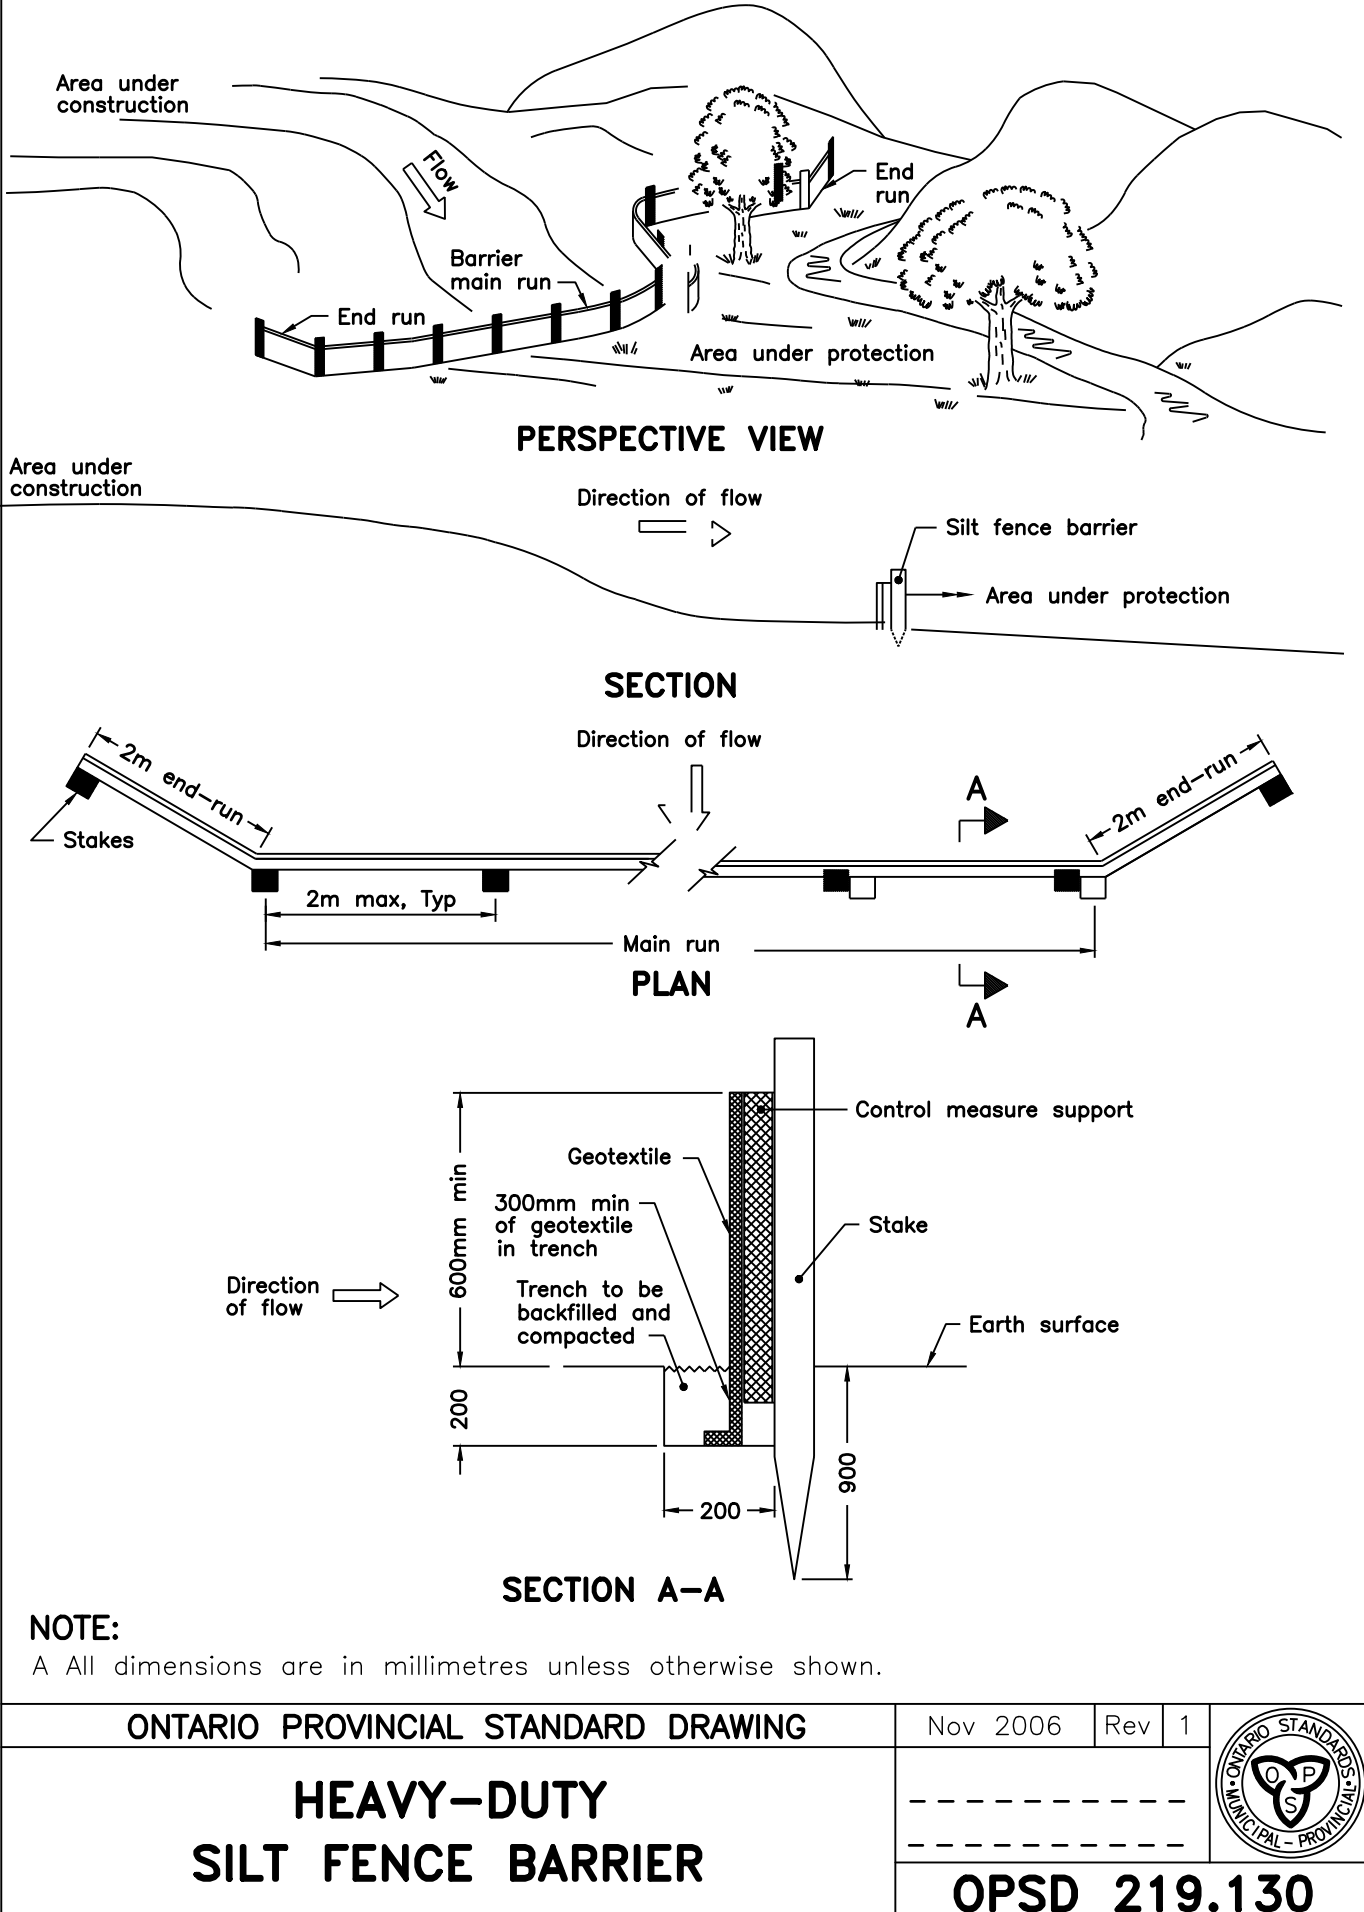 Area under
construction
Flow
End
run
Barrier
main run
End run
Area under protection
PERSPECTIVE VIEW
Area under
construction
Direction of flow
Silt fence barrier
Area under protection
SECTION
Direction of flow
2m end-run
2m end-run
A
Stakes
2m max, Typ
Main run
PLAN
A
Control measure support
Geotextile
600mm min
300mm min
of geotextile
in trench
Stake
Direction
of flow
Trench to be
backfilled and
compacted
Earth surface
200
900
200
SECTION A-A
NOTE:
A All dimensions are in millimetres unless otherwise shown.
ONTARIO PROVINCIAL STANDARD DRAWING
Nov 2006
Rev
1
ONTARIO STANDARDS
MUNICIPAL - PROVINCIAL
O P
S
HEAVY-DUTY
SILT FENCE BARRIER
OPSD 219.130